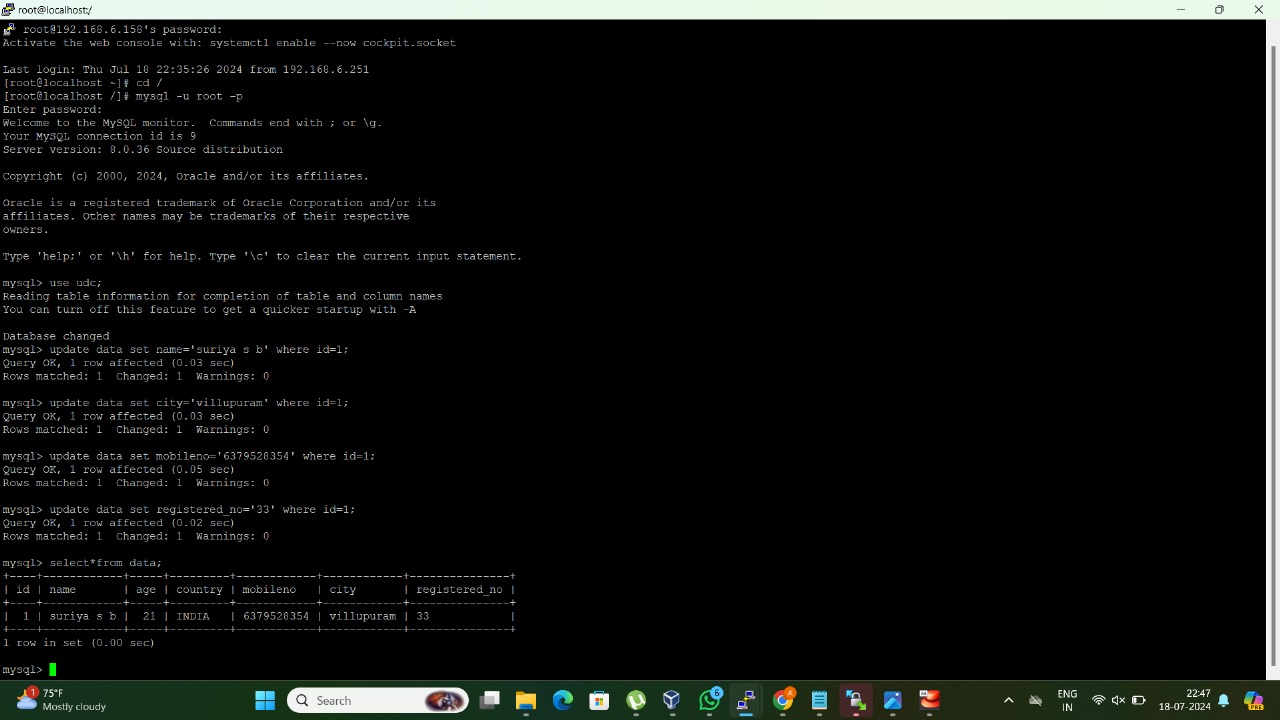 root@localhost:/
root@192.168.6.158's password:
Activate the web console with: systemctl enable --now cockpit.socket
Last login: Thu Jul 18 22:35:26 2024 from 192.168.6.251
[root@localhost ~]# cd /
[root@localhost /]# mysql -u root -p
Enter password:
Welcome to the MySQL monitor.  Commands end with ; or \g.
Your MySQL connection id is 9
Server version: 8.0.36 Source distribution
Copyright (c) 2000, 2024, Oracle and/or its affiliates.
Oracle is a registered trademark of Oracle Corporation and/or its
affiliates. Other names may be trademarks of their respective
owners.
Type 'help;' or '\h' for help. Type '\c' to clear the current input statement.
mysql> use udc;
Reading table information for completion of table and column names
You can turn off this feature to get a quicker startup with -A
Database changed
mysql> update data set name='suriya s b' where id=1;
Query OK, 1 row affected (0.03 sec)
Rows matched: 1  Changed: 1  Warnings: 0
mysql> update data set city='villupuram' where id=1;
Query OK, 1 row affected (0.03 sec)
Rows matched: 1  Changed: 1  Warnings: 0
mysql> update data set mobileno='6379528354' where id=1;
Query OK, 1 row affected (0.05 sec)
Rows matched: 1  Changed: 1  Warnings: 0
mysql> update data set registered_no='33' where id=1;
Query OK, 1 row affected (0.02 sec)
Rows matched: 1  Changed: 1  Warnings: 0
mysql> select*from data;
+----+------------+-----+---------+------------+------------+---------------+
| id | name       | age | country | mobileno   | city       | registered_no |
+----+------------+-----+---------+------------+------------+---------------+
|  1 | suriya s b |  21 | INDIA   | 6379528354 | villupuram | 33            |
+----+------------+-----+---------+------------+------------+---------------+
1 row in set (0.00 sec)
mysql>
1
75°F
Mostly cloudy
Search
6
A
ENG
IN
22:47
18-07-2024
PRE